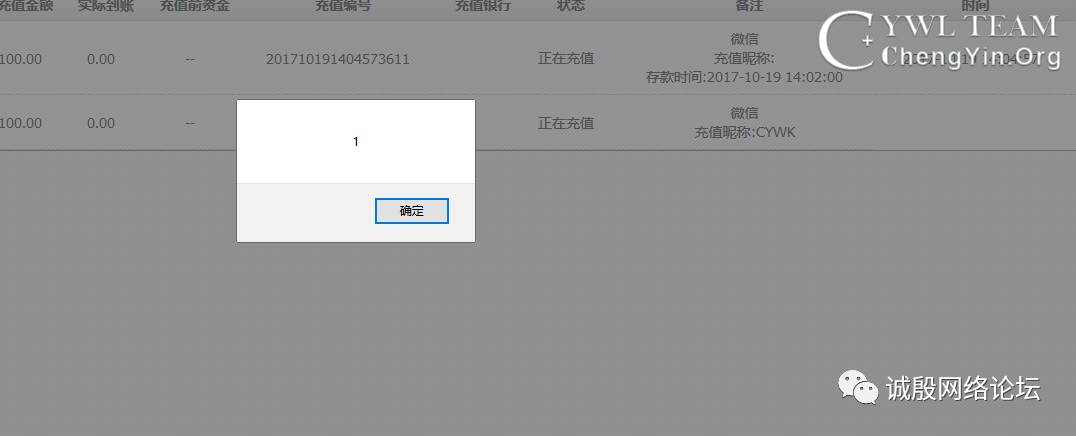 充值金额 实际到账 充值前资金 充值编号 充值银行 状态 备注 时间
YWL TEAM
ChengYin.Org
微信
100.00 0.00 -- 201710191404573611 正在充值 充值昵称:
存款时间:2017-10-19 14:02:00
微信
100.00 0.00 -- 正在充值 充值昵称:CYWK
1
确定
诚殷网络论坛